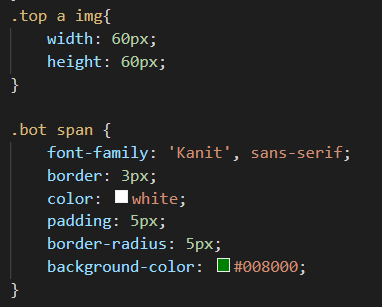 .top a img{
    width: 60px;
    height: 60px;
}

.bot span {
    font-family: 'Kanit', sans-serif;
    border: 3px;
    color: white;
    padding: 5px;
    border-radius: 5px;
    background-color: #008000;
}